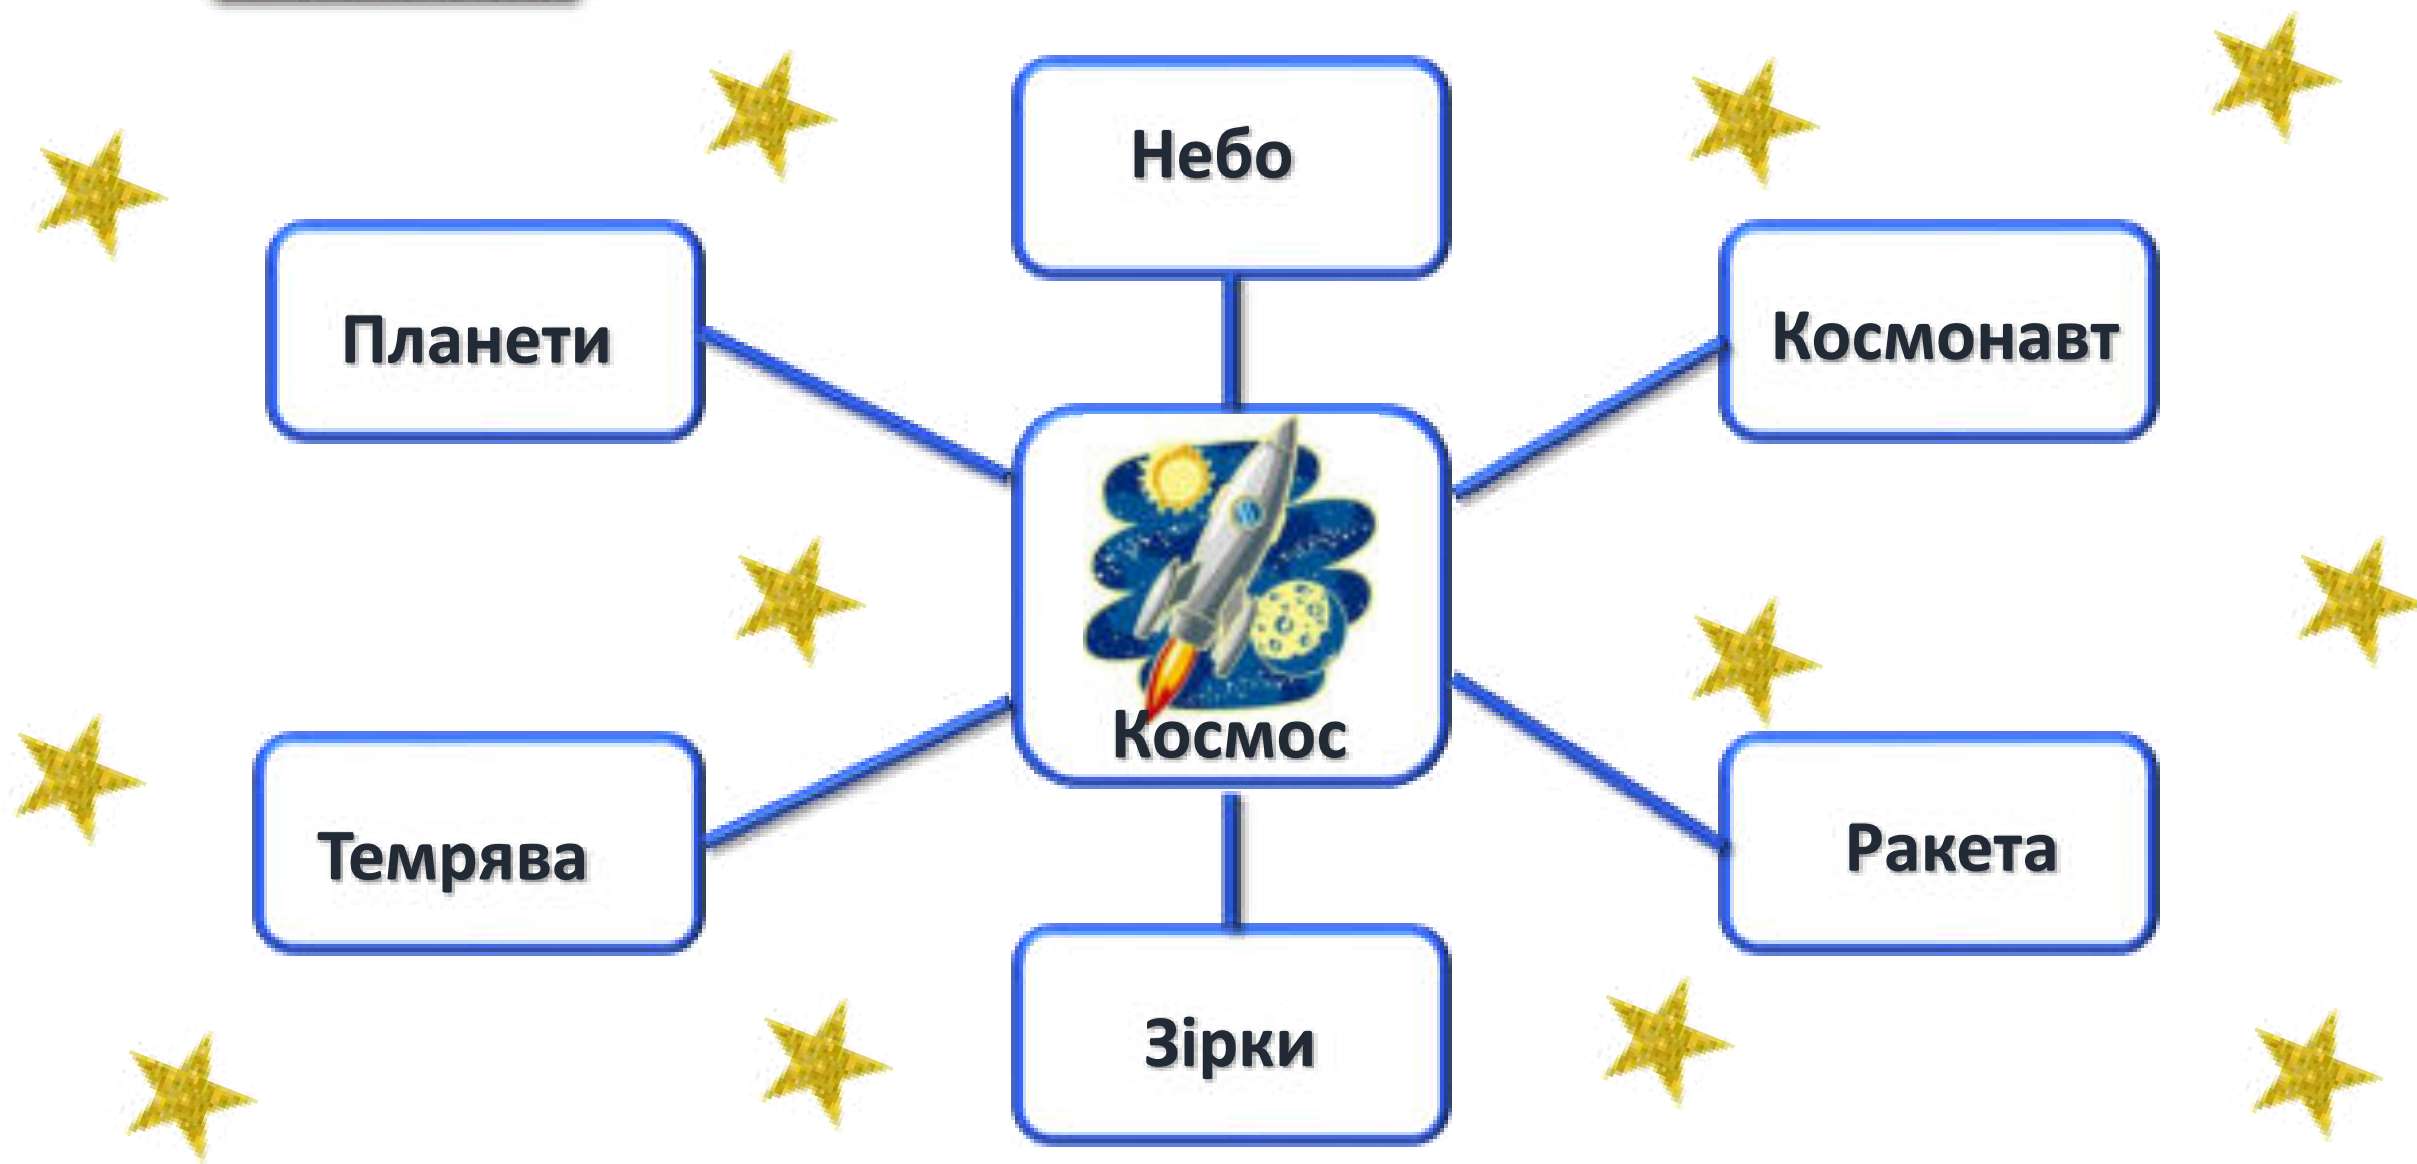 Небо
Планети
Космонавт
Космос
Темрява
Ракета
Зірки